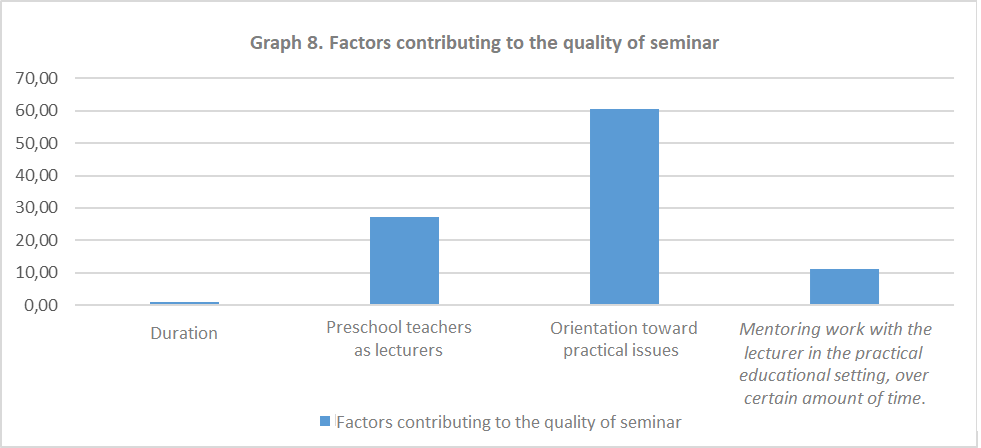 Graph 8. Factors contributing to the quality of seminar
70,00
60,00
50,00
40,00
30,00
20,00
10,00
0,00
Duration
Preschool teachers
as lecturers
Orientation toward
practical issues
Mentoring work with the
lecturer in the practical
educational setting, over
certain amount of time.
Factors contributing to the quality of seminar